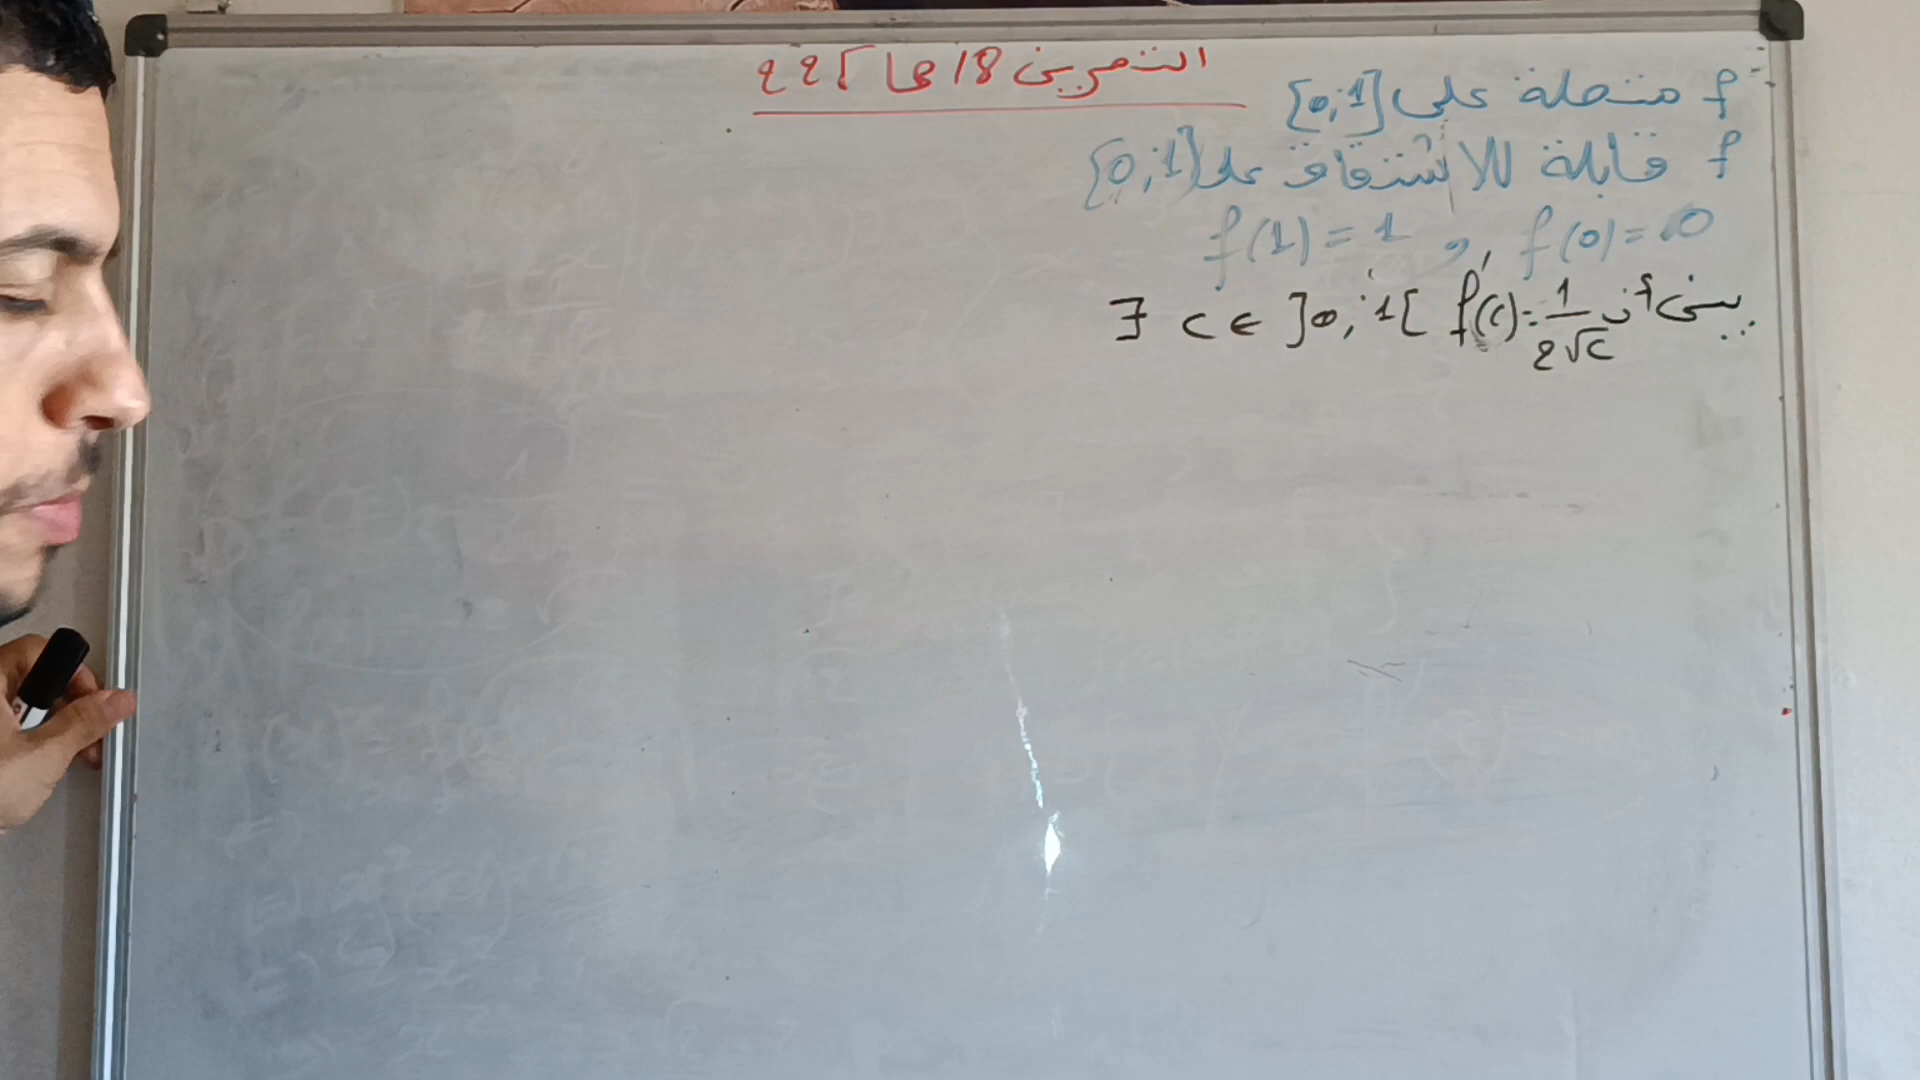 التمرين 18 ص 225
f متصلة على [0;1]
f قابلة للاشتقاق على ]0;1[
f(1)=1 و f(0)=0
بين أن ∃ c ∈ ]0;1[ f'(c)=1/(2√c)